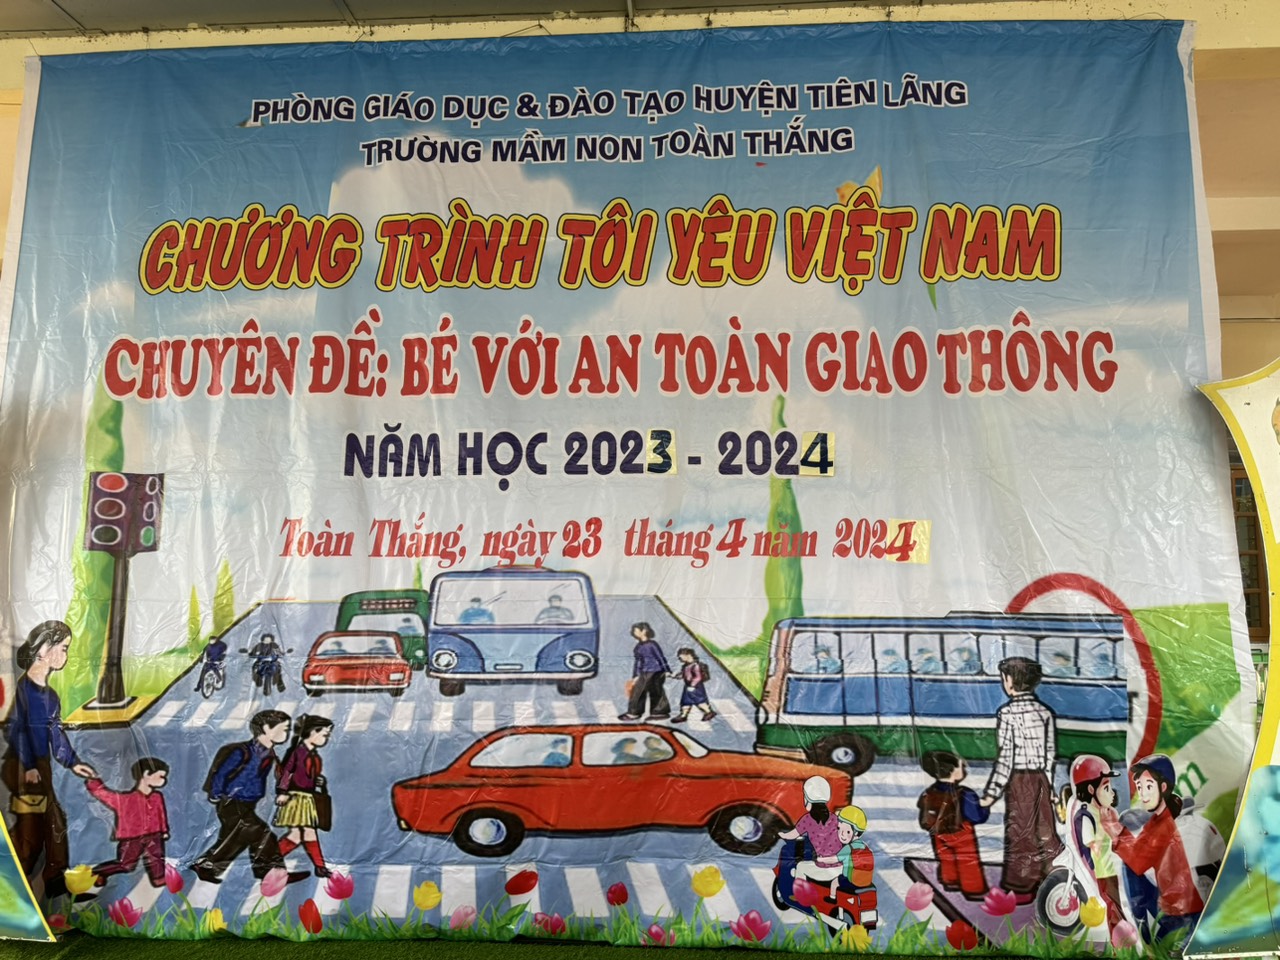 PHÒNG GIÁO DỤC & ĐÀO TẠO HUYỆN TIÊN LÃNG
TRƯỜNG MẦM NON TOÀN THẮNG
CHƯƠNG TRÌNH TÔI YÊU VIỆT NAM
CHUYÊN ĐỀ: BÉ VỚI AN TOÀN GIAO THÔNG
NĂM HỌC 2023 - 2024
Toàn Thắng, ngày 23 tháng 4 năm 2024